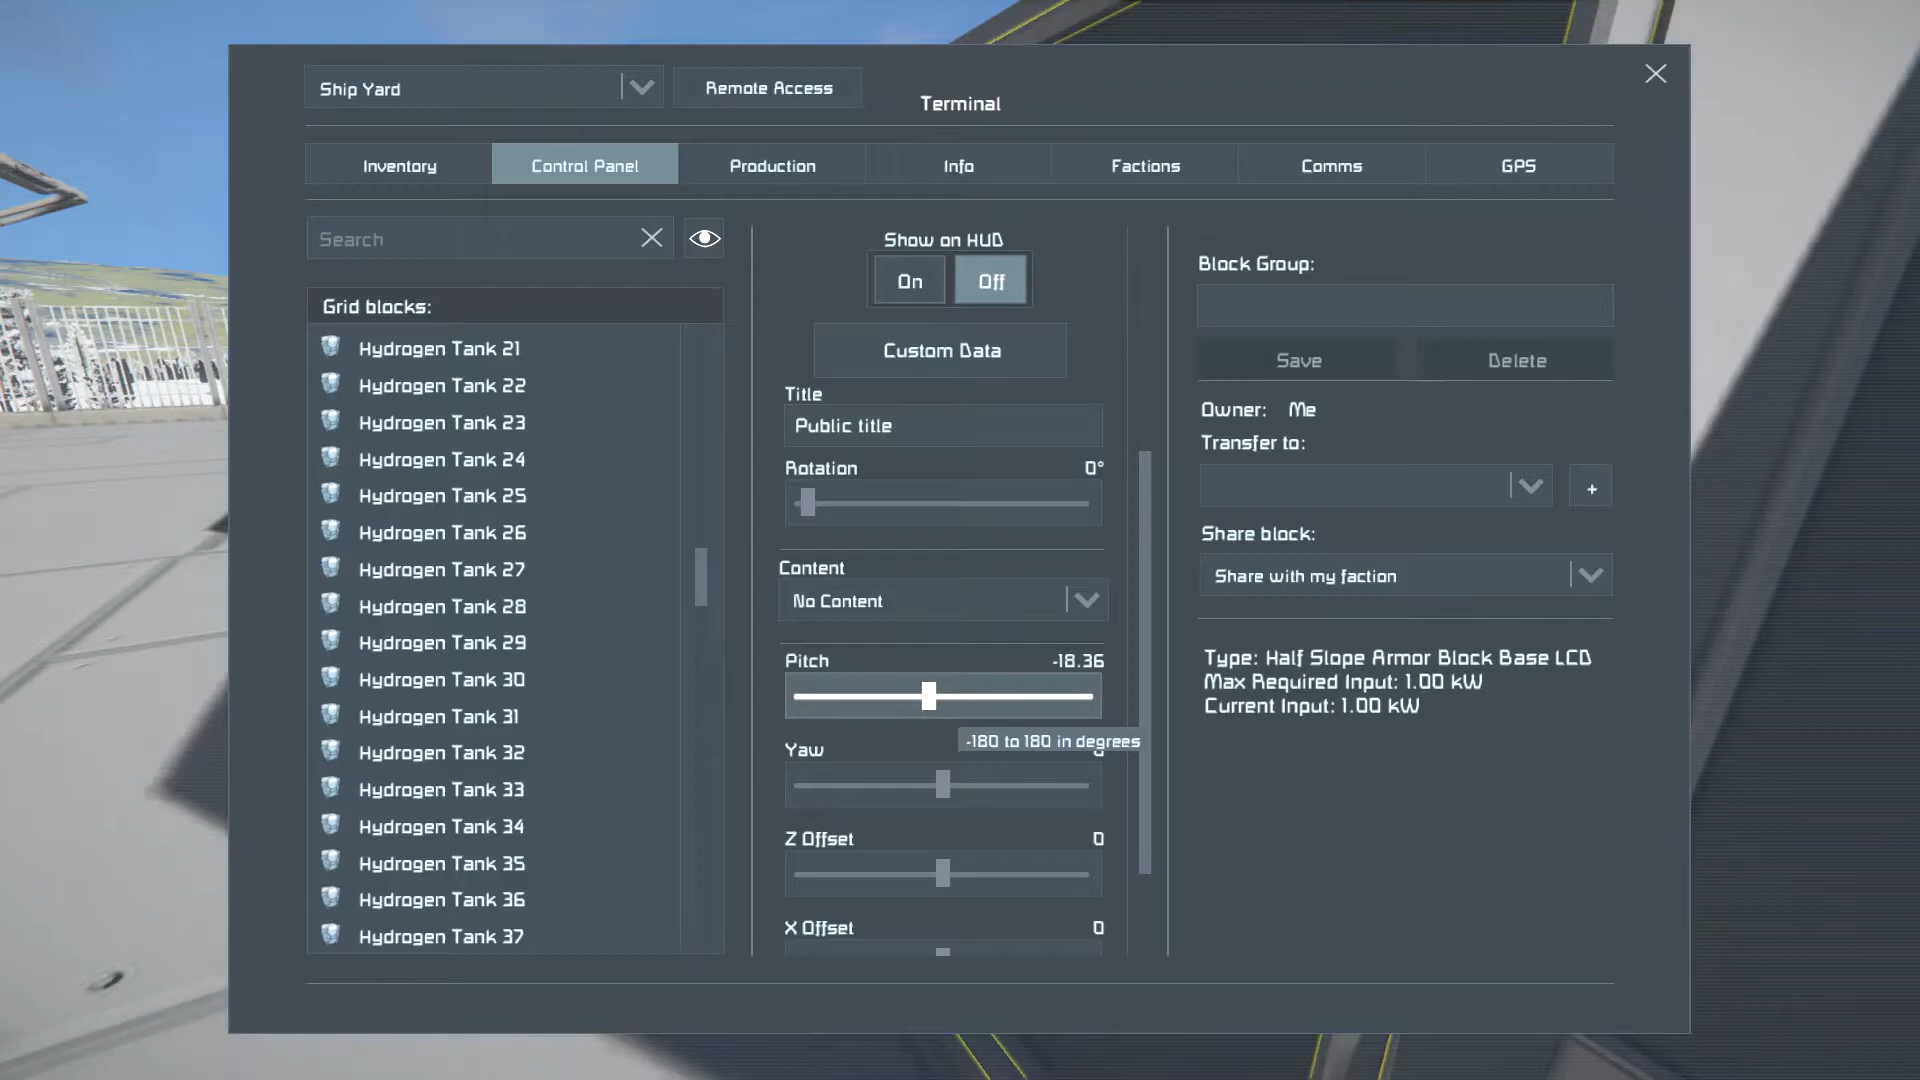 Ship Yard
Remote Access
Terminal
Inventory
Control Panel
Production
Info
Factions
Comms
GPS
Search
Grid blocks:
Hydrogen Tank 21
Hydrogen Tank 22
Hydrogen Tank 23
Hydrogen Tank 24
Hydrogen Tank 25
Hydrogen Tank 26
Hydrogen Tank 27
Hydrogen Tank 28
Hydrogen Tank 29
Hydrogen Tank 30
Hydrogen Tank 31
Hydrogen Tank 32
Hydrogen Tank 33
Hydrogen Tank 34
Hydrogen Tank 35
Hydrogen Tank 36
Hydrogen Tank 37
Show on HUD
On
Off
Custom Data
Title
Public title
Rotation 0°
Content
No Content
Pitch -18.36
-180 to 180 in degrees
Yaw
Z Offset 0
X Offset 0
Block Group:
Save
Delete
Owner: Me
Transfer to:
+
Share block:
Share with my faction
Type: Half Slope Armor Block Base LCD
Max Required Input: 1.00 kW
Current Input: 1.00 kW